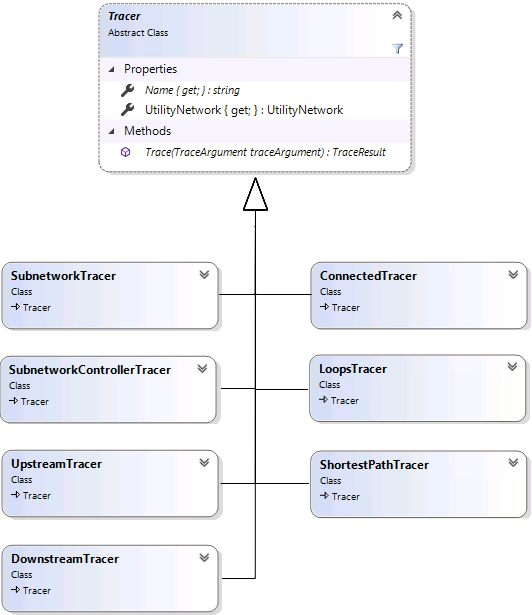 Tracer
Abstract Class
Properties
Name { get; } : string
UtilityNetwork { get; } : UtilityNetwork
Methods
Trace(TraceArgument traceArgument) : TraceResult
SubnetworkTracer
Class
Tracer
ConnectedTracer
Class
Tracer
SubnetworkControllerTracer
Class
Tracer
LoopsTracer
Class
Tracer
UpstreamTracer
Class
Tracer
ShortestPathTracer
Class
Tracer
DownstreamTracer
Class
Tracer